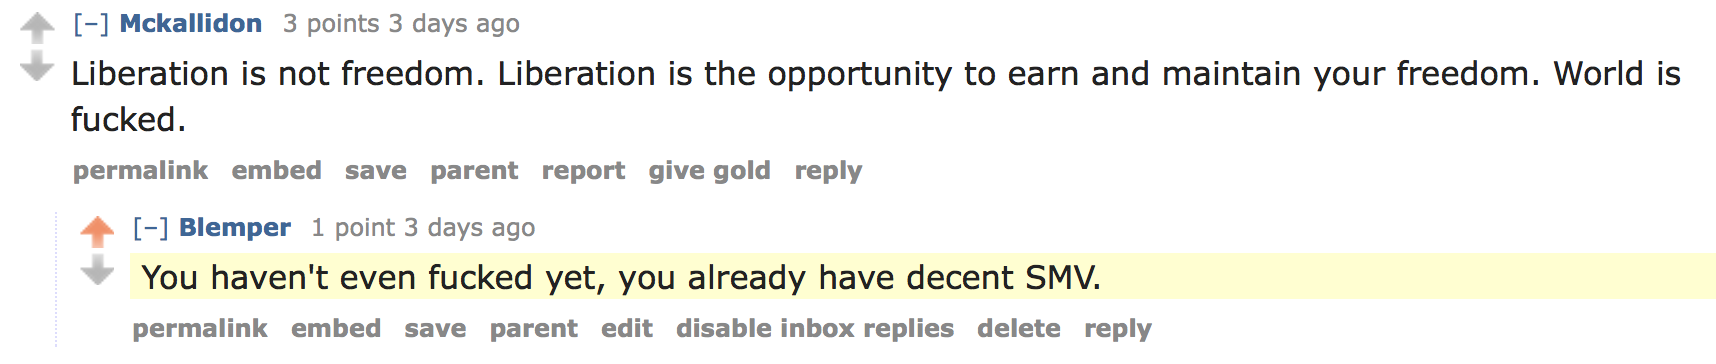 [–] Mckallidon 3 points 3 days ago
Liberation is not freedom. Liberation is the opportunity to earn and maintain your freedom. World is
fucked.
permalink embed save parent report give gold reply
[–] Blemper 1 point 3 days ago
You haven't even fucked yet, you already have decent SMV.
permalink embed save parent edit disable inbox replies delete reply